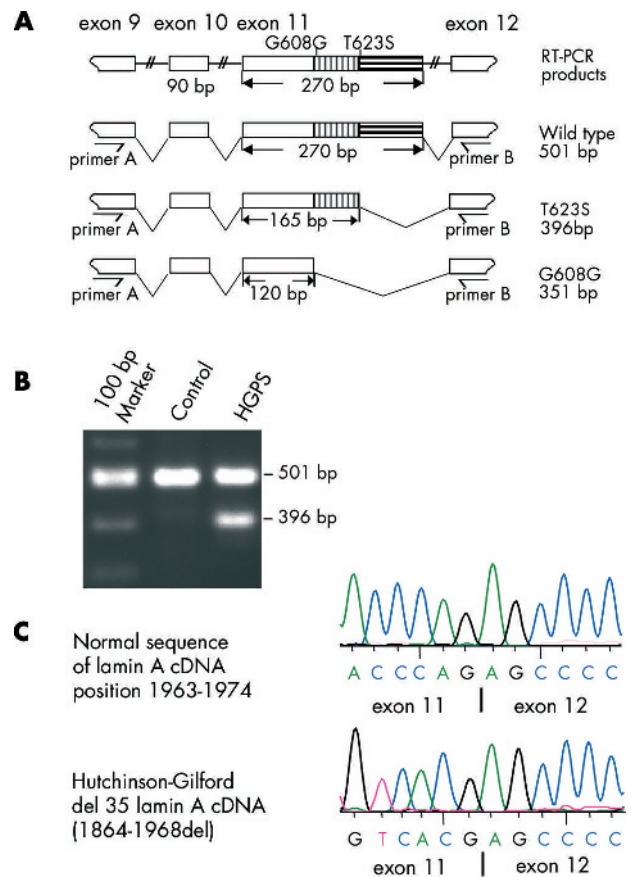 A
exon 9 exon 10 exon 11 exon 12
G608G T623S
RT-PCR
products
90 bp
270 bp
Wild type
501 bp
primer A
270 bp
primer B
T623S
396bp
primer A
165 bp
primer B
G608G
351 bp
primer A
120 bp
primer B
B
100 bp
Marker
Control
HGPS
501 bp
396 bp
C
Normal sequence
of lamin A cDNA
position 1963-1974
A C C C A G A G C C C C
exon 11 exon 12
Hutchinson-Gilford
del 35 lamin A cDNA
(1864-1968del)
G T C A C G A G C C C C
exon 11 exon 12